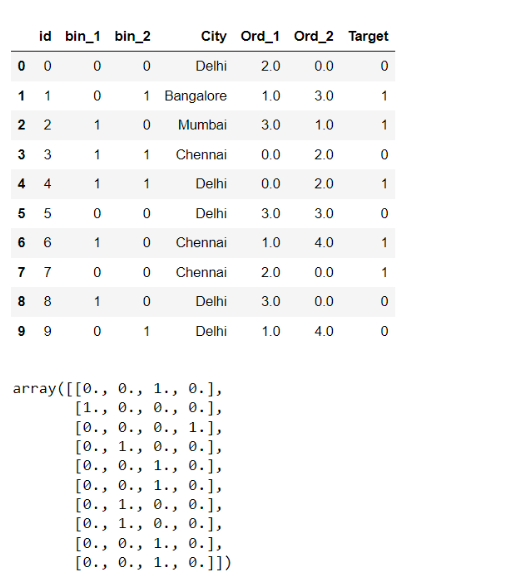 id bin_1 bin_2 City Ord_1 Ord_2 Target
0 0 0 0 Delhi 2.0 0.0 0
1 1 0 1 Bangalore 1.0 3.0 1
2 2 1 0 Mumbai 3.0 1.0 1
3 3 1 1 Chennai 0.0 2.0 0
4 4 1 1 Delhi 0.0 2.0 1
5 5 0 0 Delhi 3.0 3.0 0
6 6 1 0 Chennai 1.0 4.0 1
7 7 0 0 Chennai 2.0 0.0 1
8 8 1 0 Delhi 3.0 0.0 0
9 9 0 1 Delhi 1.0 4.0 0
array([[0., 0., 1., 0.],
[1., 0., 0., 0.],
[0., 0., 0., 1.],
[0., 1., 0., 0.],
[0., 0., 1., 0.],
[0., 0., 1., 0.],
[0., 1., 0., 0.],
[0., 1., 0., 0.],
[0., 0., 1., 0.],
[0., 0., 1., 0.]])